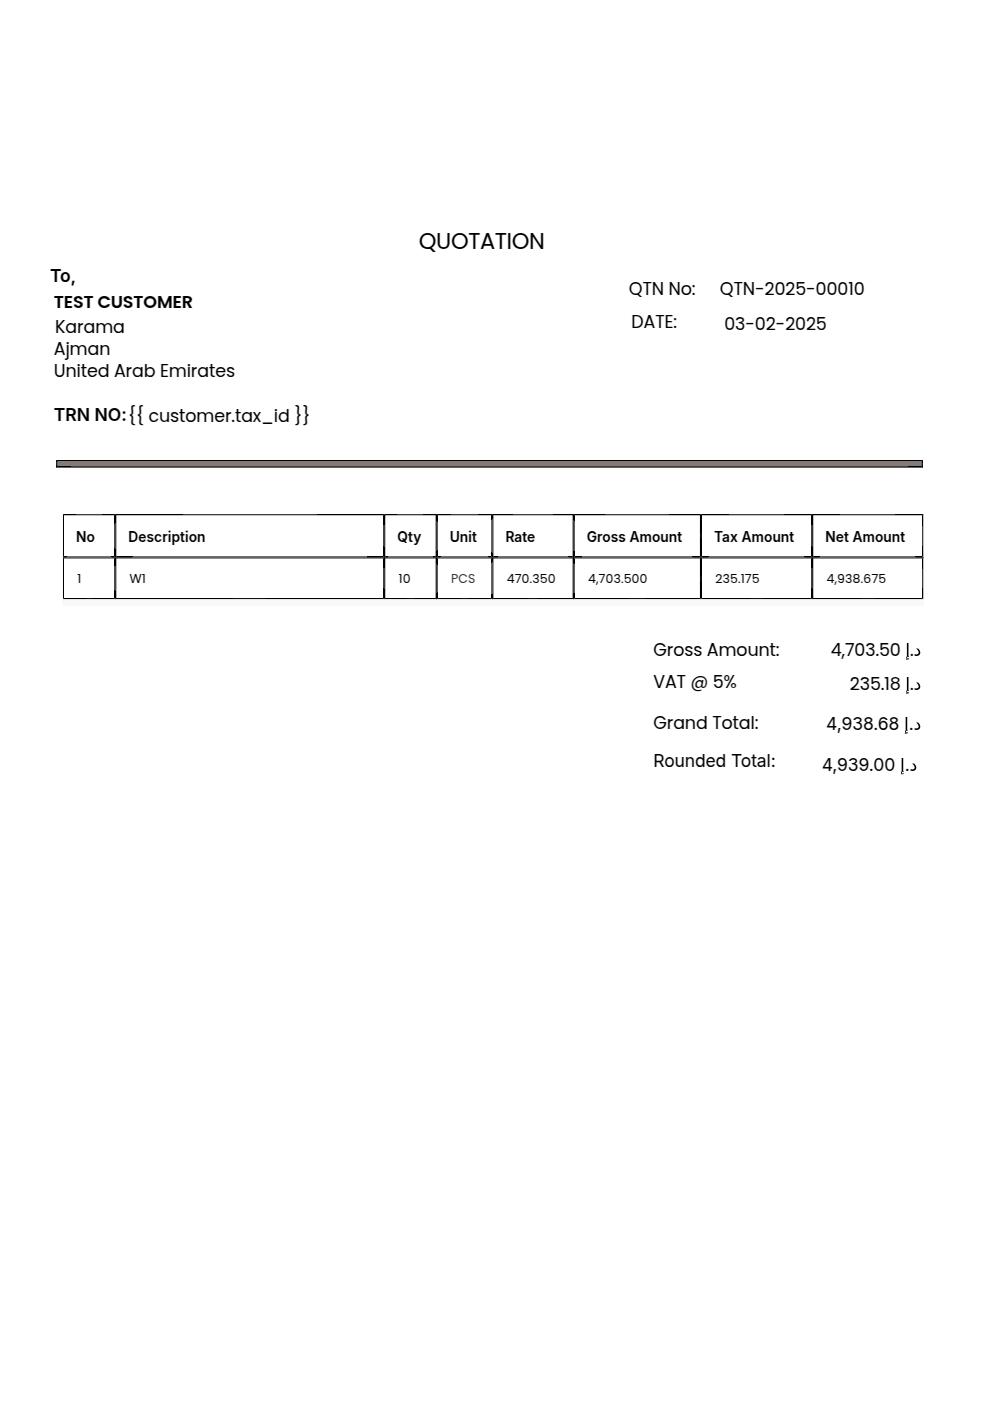 QUOTATION
To,
TEST CUSTOMER
Karama
Ajman
United Arab Emirates
TRN NO: {{ customer.tax_id }}
QTN No: QTN-2025-00010
DATE: 03-02-2025
No Description Qty Unit Rate Gross Amount Tax Amount Net Amount
1 W1 10 PCS 470.350 4,703.500 235.175 4,938.675
Gross Amount: 4,703.50 د.إ
VAT @ 5% 235.18 د.إ
Grand Total: 4,938.68 د.إ
Rounded Total: 4,939.00 د.إ